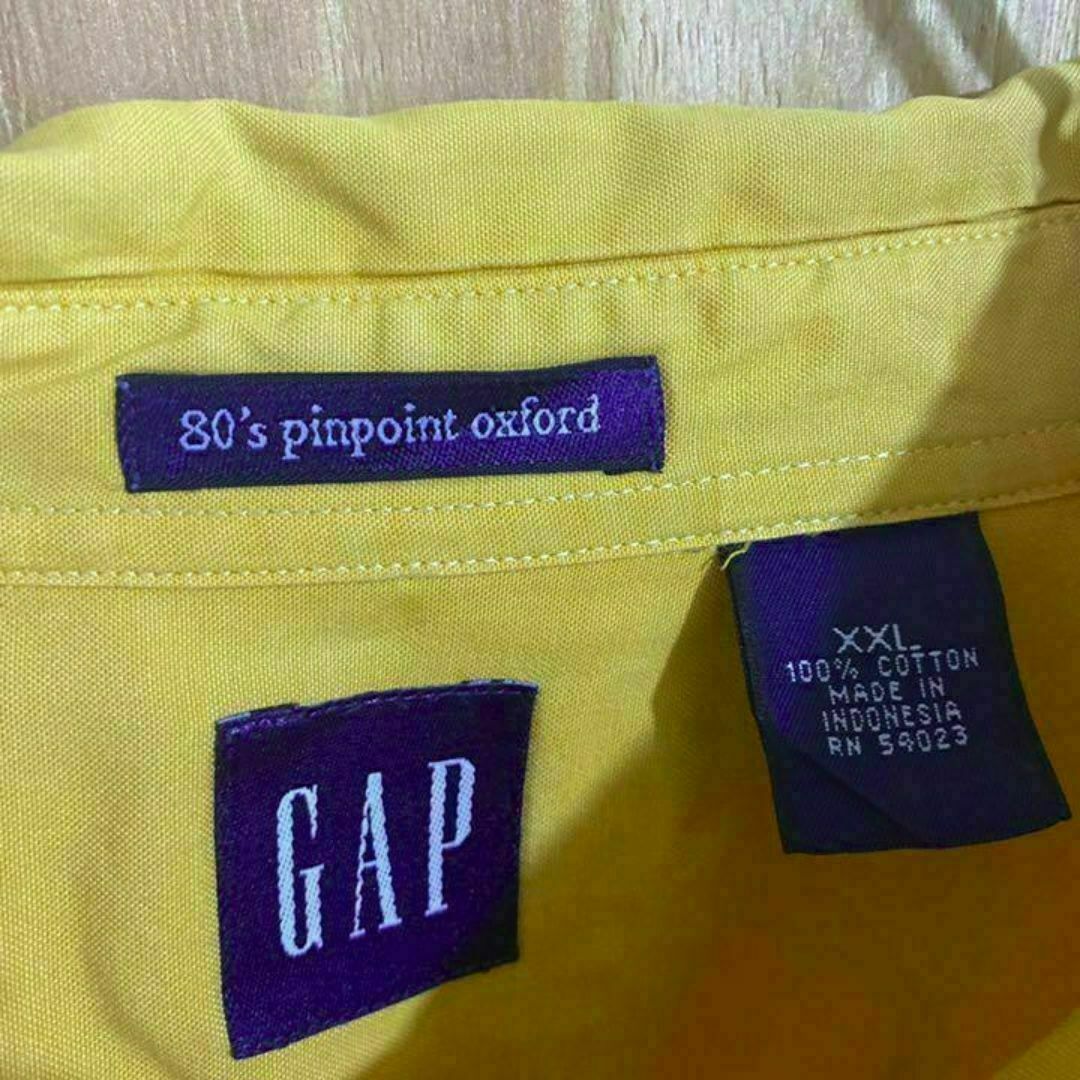 80's pinpoint oxford
GAP
XXL
100% COTTON
MADE IN
INDONESIA
RN 54023